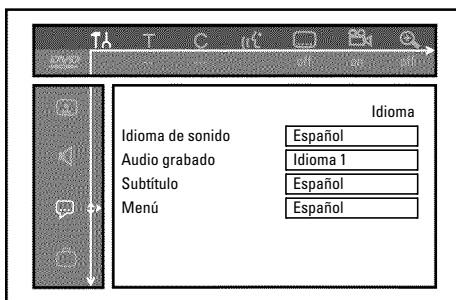 T C
DVD
off on off
Idioma
Idioma de sonido Español
Audio grabado Idioma 1
Subtítulo Español
Menú Español